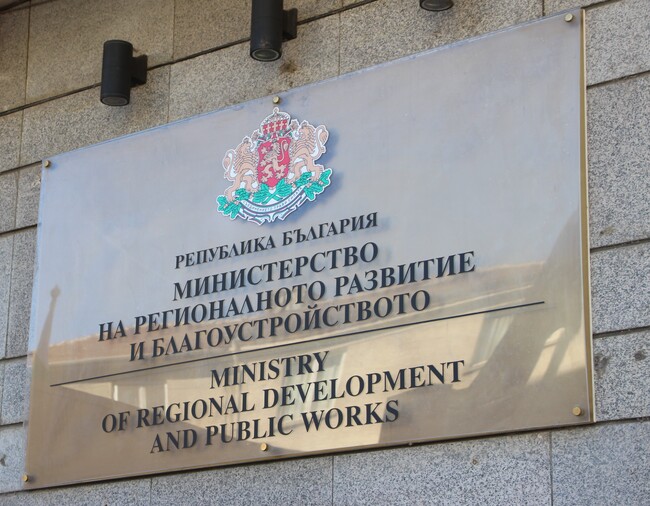 РЕПУБЛИКА БЪЛГАРИЯ
МИНИСТЕРСТВО
НА РЕГИОНАЛНОТО РАЗВИТИЕ
И БЛАГОУСТРОЙСТВОТО
MINISTRY
OF REGIONAL DEVELOPMENT
AND PUBLIC WORKS